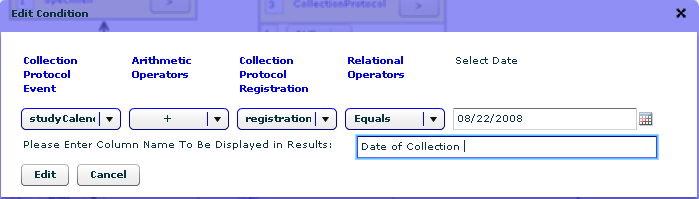 Specimen >
3 CollectionProtocol >
Edit Condition ×
Collection Protocol Event
Arithmetic Operators
Collection Protocol Registration
Relational Operators
Select Date
studyCalen + registration Equals 08/22/2008
Please Enter Column Name To Be Displayed in Results: Date of Collection
Edit Cancel